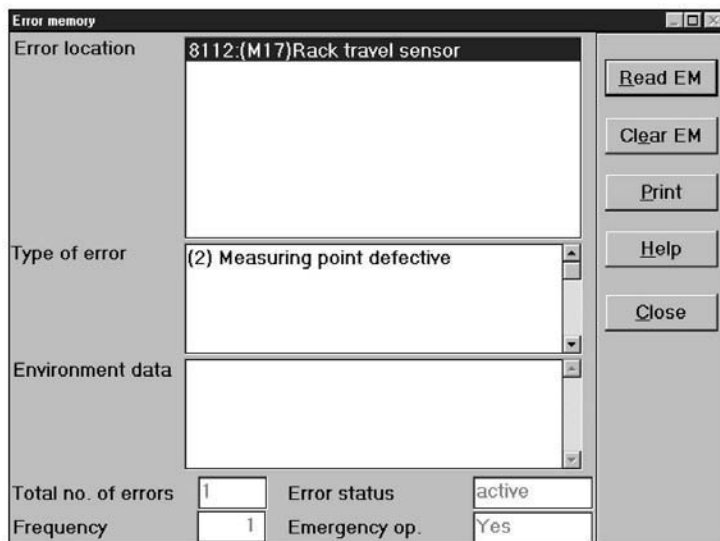 Error memory
Error location
8112:(M17)Rack travel sensor
Type of error
(2) Measuring point defective
Environment data
Total no. of errors 1 Error status active
Frequency 1 Emergency op. Yes
Read EM
Clear EM
Print
Help
Close